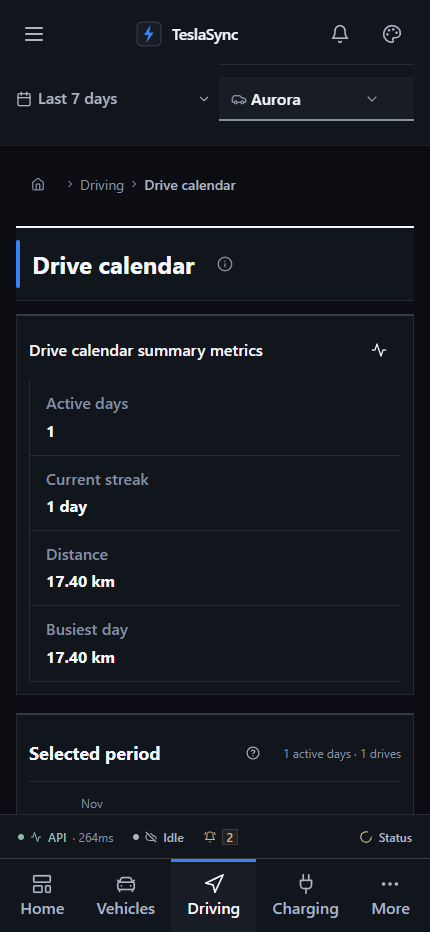 TeslaSync
Last 7 days
Aurora
Driving
Drive calendar
Drive calendar
Drive calendar summary metrics
Active days
1
Current streak
1 day
Distance
17.40 km
Busiest day
17.40 km
Selected period
1 active days · 1 drives
Nov
API · 264ms
Idle
2
Status
Home
Vehicles
Driving
Charging
More